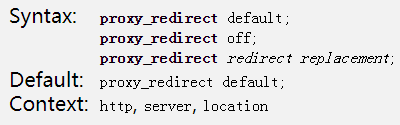 Syntax: proxy_redirect default;
proxy_redirect off;
proxy_redirect redirect replacement;
Default: proxy_redirect default;
Context: http, server, location